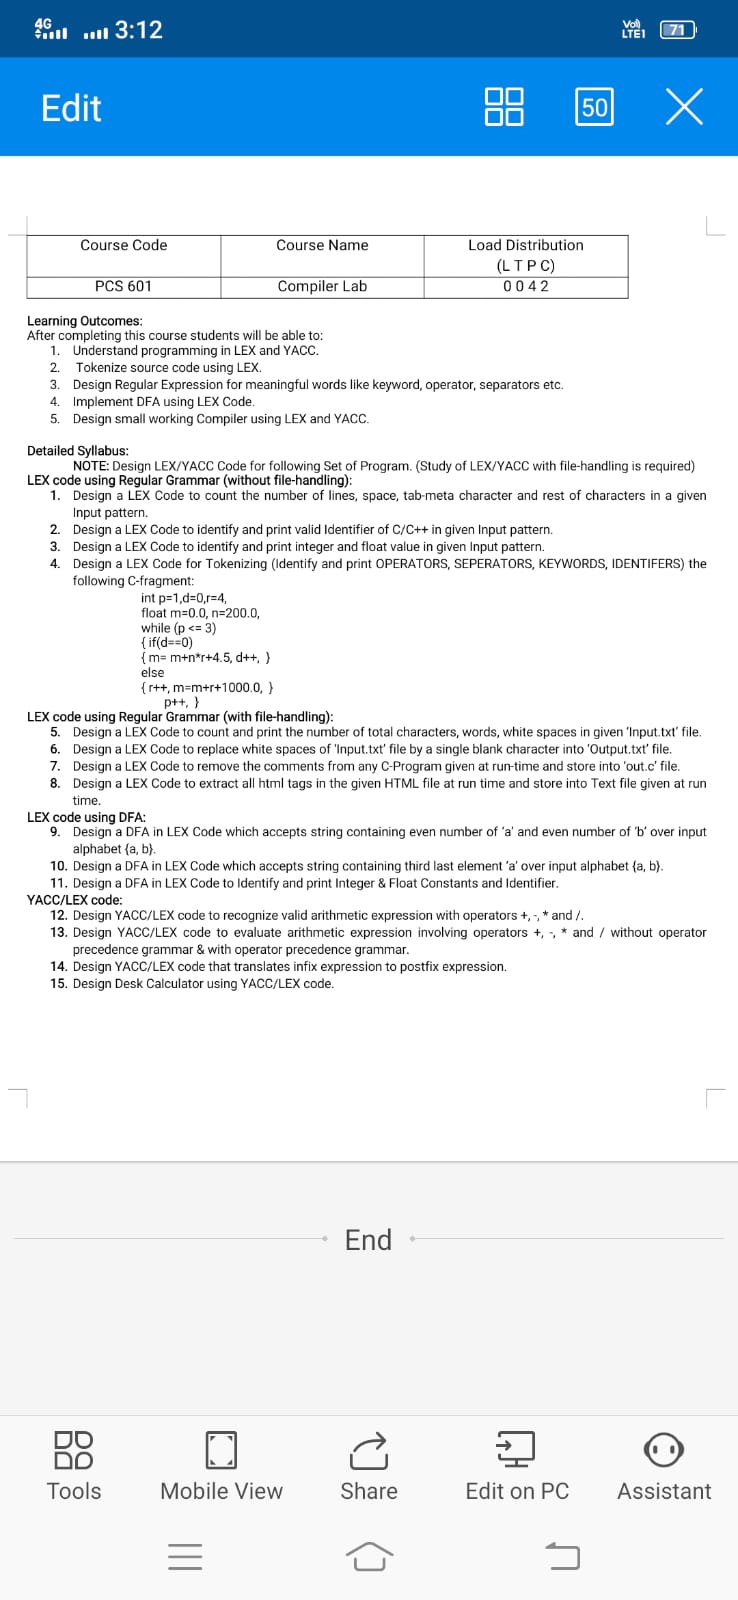 4G 3:12 Vo)) LTE1 71
Edit 50
Course Code Course Name Load Distribution
(L T P C)
PCS 601 Compiler Lab 0 0 4 2
Learning Outcomes:
After completing this course students will be able to:
1. Understand programming in LEX and YACC.
2. Tokenize source code using LEX.
3. Design Regular Expression for meaningful words like keyword, operator, separators etc.
4. Implement DFA using LEX Code.
5. Design small working Compiler using LEX and YACC.
Detailed Syllabus:
NOTE: Design LEX/YACC Code for following Set of Program. (Study of LEX/YACC with file-handling is required)
LEX code using Regular Grammar (without file-handling):
1. Design a LEX Code to count the number of lines, space, tab-meta character and rest of characters in a given
Input pattern.
2. Design a LEX Code to identify and print valid Identifier of C/C++ in given Input pattern.
3. Design a LEX Code to identify and print integer and float value in given Input pattern.
4. Design a LEX Code for Tokenizing (Identify and print OPERATORS, SEPERATORS, KEYWORDS, IDENTIFERS) the
following C-fragment:
int p=1,d=0,r=4,
float m=0.0, n=200.0,
while (p <= 3)
{ if(d==0)
{ m= m+n*r+4.5, d++, }
else
{ r++, m=m+r+1000.0, }
p++, }
LEX code using Regular Grammar (with file-handling):
5. Design a LEX Code to count and print the number of total characters, words, white spaces in given 'Input.txt' file.
6. Design a LEX Code to replace white spaces of 'Input.txt' file by a single blank character into 'Output.txt' file.
7. Design a LEX Code to remove the comments from any C-Program given at run-time and store into 'out.c' file.
8. Design a LEX Code to extract all html tags in the given HTML file at run time and store into Text file given at run
time.
LEX code using DFA:
9. Design a DFA in LEX Code which accepts string containing even number of 'a' and even number of 'b' over input
alphabet {a, b}.
10. Design a DFA in LEX Code which accepts string containing third last element 'a' over input alphabet {a, b}.
11. Design a DFA in LEX Code to Identify and print Integer & Float Constants and Identifier.
YACC/LEX code:
12. Design YACC/LEX code to recognize valid arithmetic expression with operators +, -, * and /.
13. Design YACC/LEX code to evaluate arithmetic expression involving operators +, -, * and / without operator
precedence grammar & with operator precedence grammar.
14. Design YACC/LEX code that translates infix expression to postfix expression.
15. Design Desk Calculator using YACC/LEX code.
End
Tools Mobile View Share Edit on PC Assistant